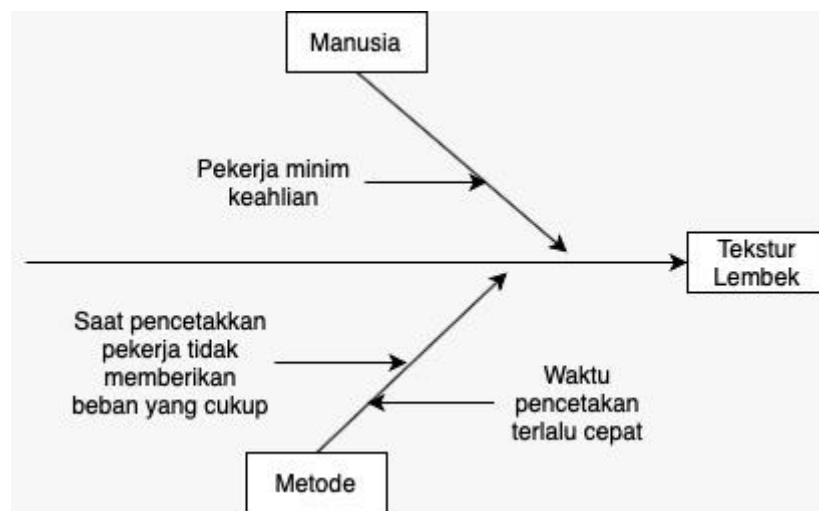 Manusia
Pekerja minim
keahlian
Tekstur
Lembek
Saat pencetakkan
pekerja tidak
memberikan
beban yang cukup
Waktu
pencetakan
terlalu cepat
Metode